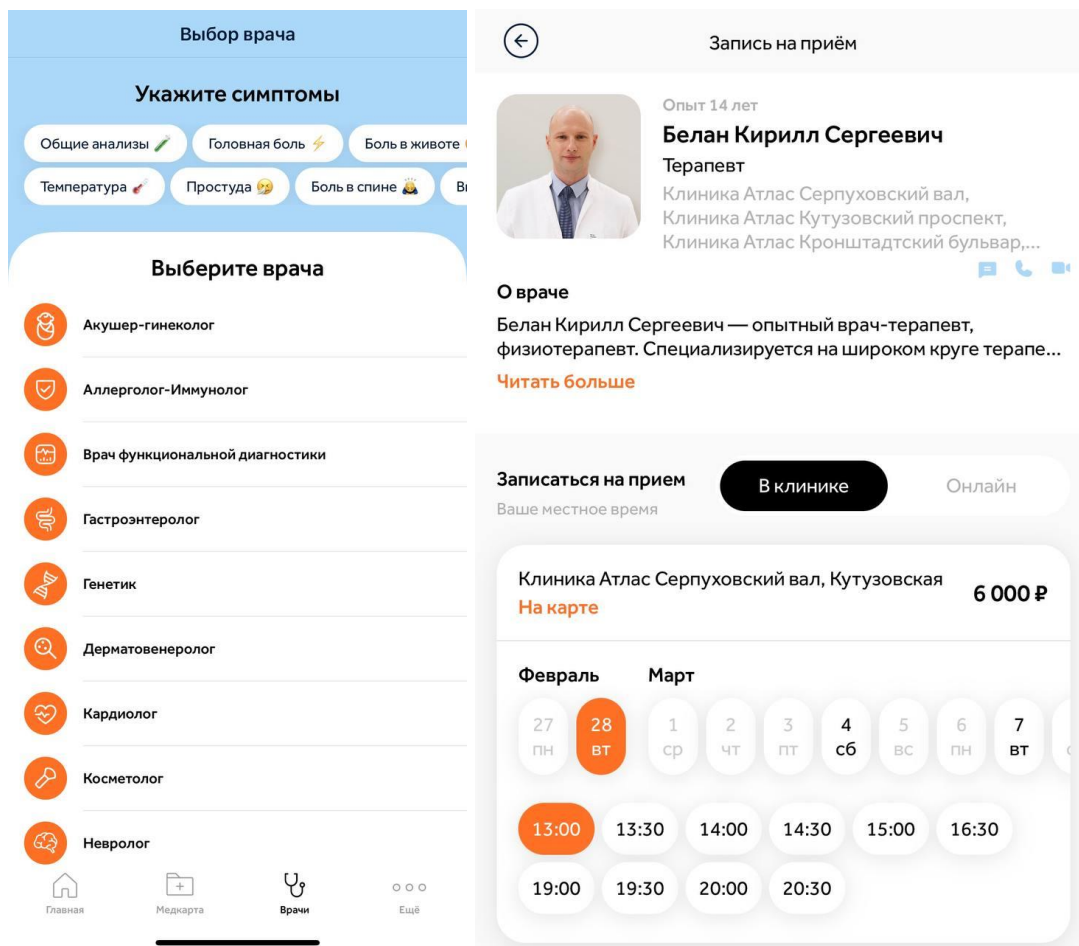 Выбор врача
Укажите симптомы
Общие анализы Головная боль Боль в животе
Температура Простуда Боль в спине
Выберите врача
Акушер-гинеколог
Аллерголог-Иммунолог
Врач функциональной диагностики
Гастроэнтеролог
Генетик
Дерматовенеролог
Кардиолог
Косметолог
Невролог
Главная Медкарта Врачи Ещё
Запись на приём
Опыт 14 лет
Белан Кирилл Сергеевич
Терапевт
Клиника Атлас Серпуховский вал,
Клиника Атлас Кутузовский проспект,
Клиника Атлас Кронштадтский бульвар,...
О враче
Белан Кирилл Сергеевич — опытный врач-терапевт,
физиотерапевт. Специализируется на широком круге терапе...
Читать больше
Записаться на прием В клинике Онлайн
Ваше местное время
Клиника Атлас Серпуховский вал, Кутузовская 6 000 ₽
На карте
Февраль Март
27 28 1 2 3 4 5 6 7
пн вт ср чт пт сб вс пн вт
13:00 13:30 14:00 14:30 15:00 16:30
19:00 19:30 20:00 20:30